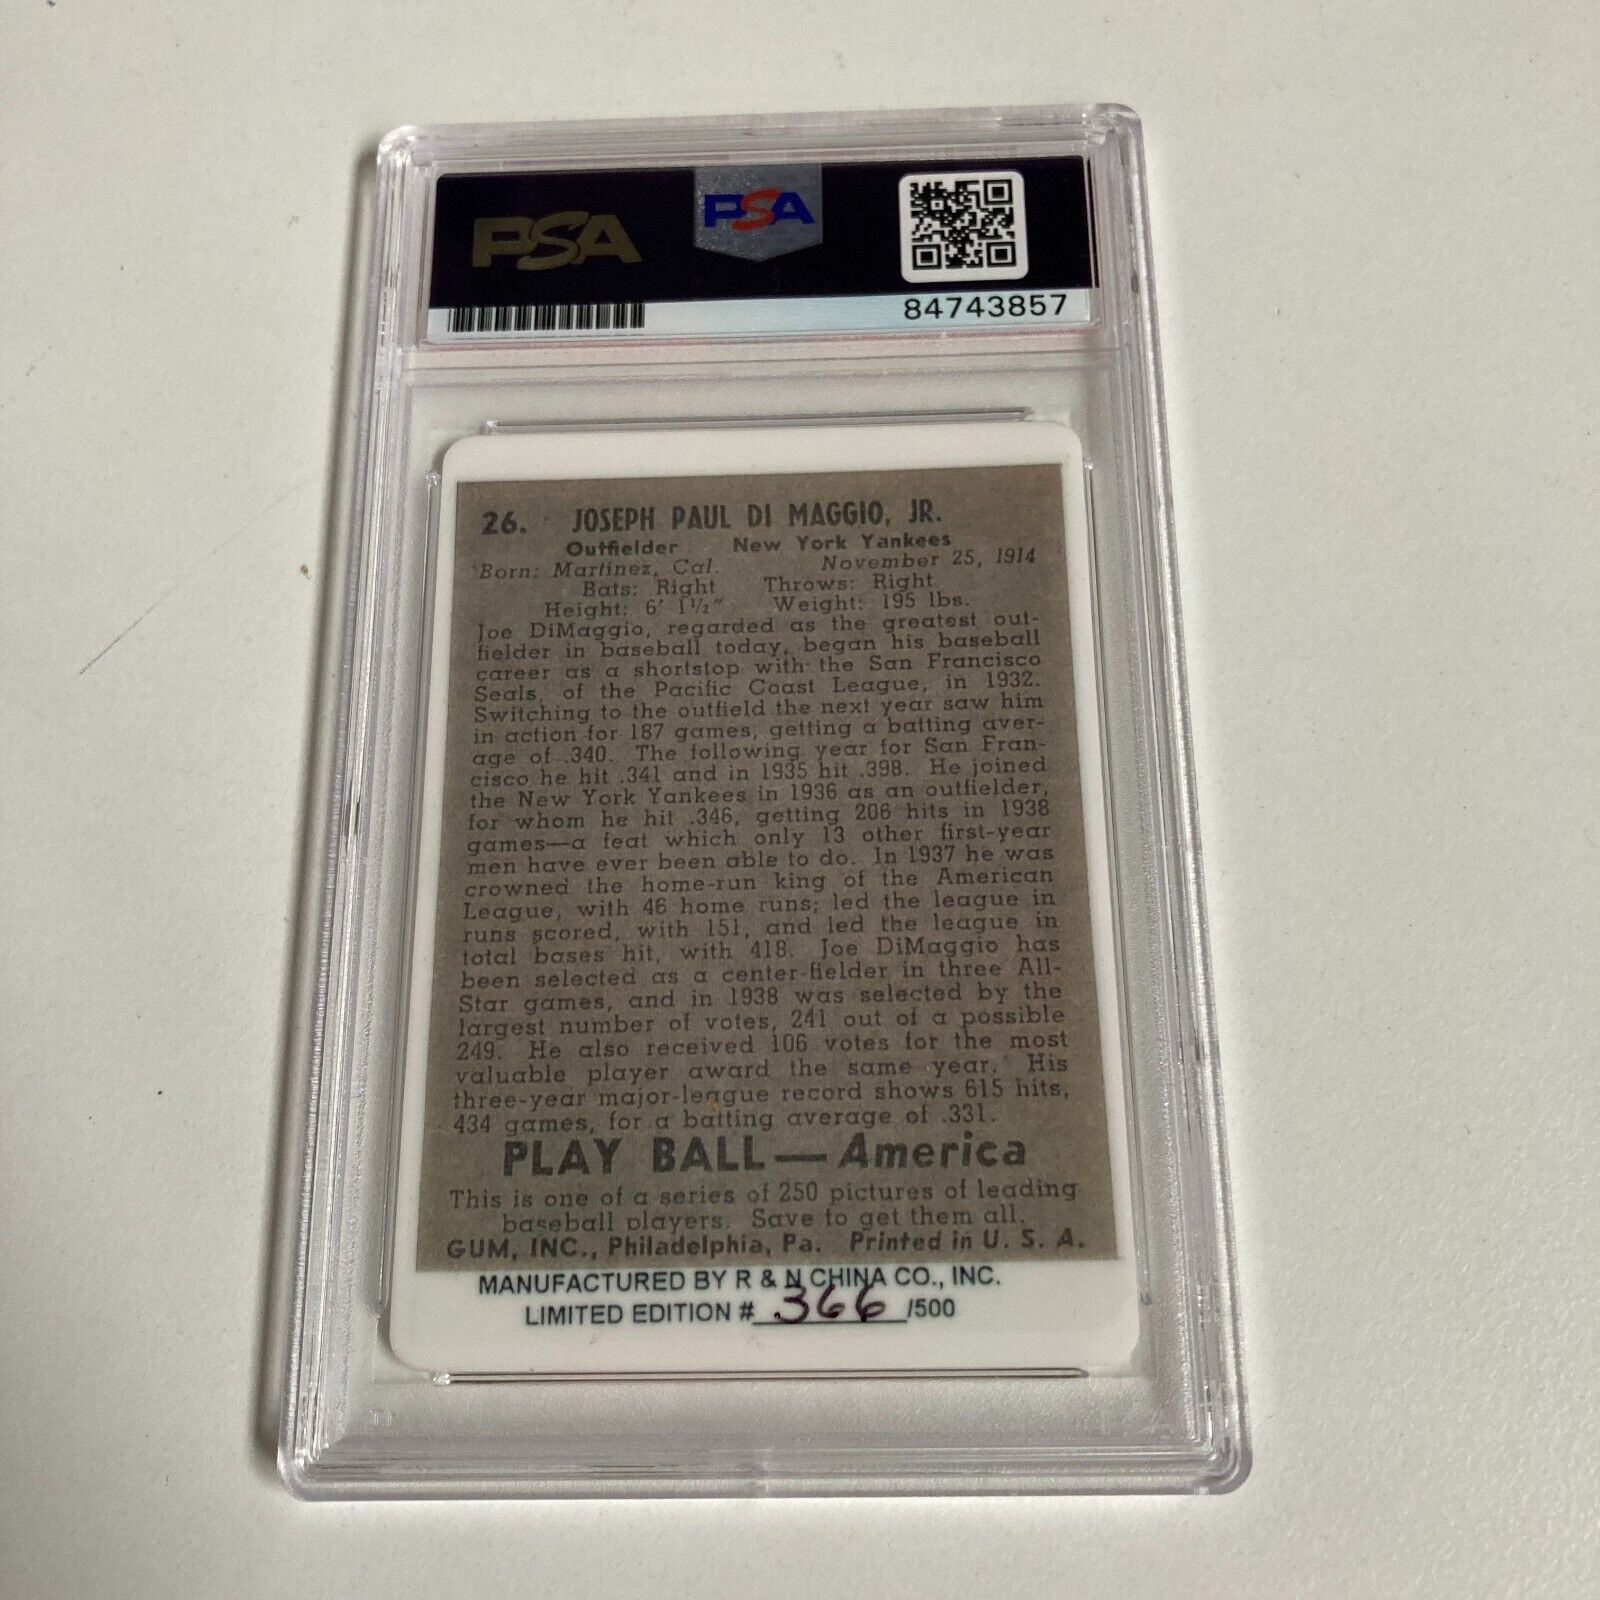 PSA PSA
84743857
26. JOSEPH PAUL DI MAGGIO, JR.
Outfielder New York Yankees
Born: Martinez, Cal. November 25, 1914
Bats: Right Throws: Right
Height: 6' 1½" Weight: 195 lbs.
Joe DiMaggio, regarded as the greatest out-
fielder in baseball today, began his baseball
career as a shortstop with the San Francisco
Seals, of the Pacific Coast League, in 1932.
Switching to the outfield the next year saw him
in action for 187 games, getting a batting aver-
age of .340. The following year for San Fran-
cisco he hit .341 and in 1935 hit .398. He joined
the New York Yankees in 1936 as an outfielder,
for whom he hit .346, getting 206 hits in 1938
games—a feat which only 13 other first-year
men have ever been able to do. In 1937 he was
crowned the home-run king of the American
League, with 46 home runs; led the league in
runs scored, with 151, and led the league in
total bases hit, with 418. Joe DiMaggio has
been selected as a center-fielder in three All-
Star games, and in 1938 was selected by the
largest number of votes, 241 out of a possible
249. He also received 106 votes for the most
valuable player award the same year. His
three-year major-league record shows 615 hits,
434 games, for a batting average of .331.
PLAY BALL—America
This is one of a series of 250 pictures of leading
baseball players. Save to get them all.
GUM, INC., Philadelphia, Pa. Printed in U. S. A.
MANUFACTURED BY R & N CHINA CO., INC.
LIMITED EDITION # 366 /500